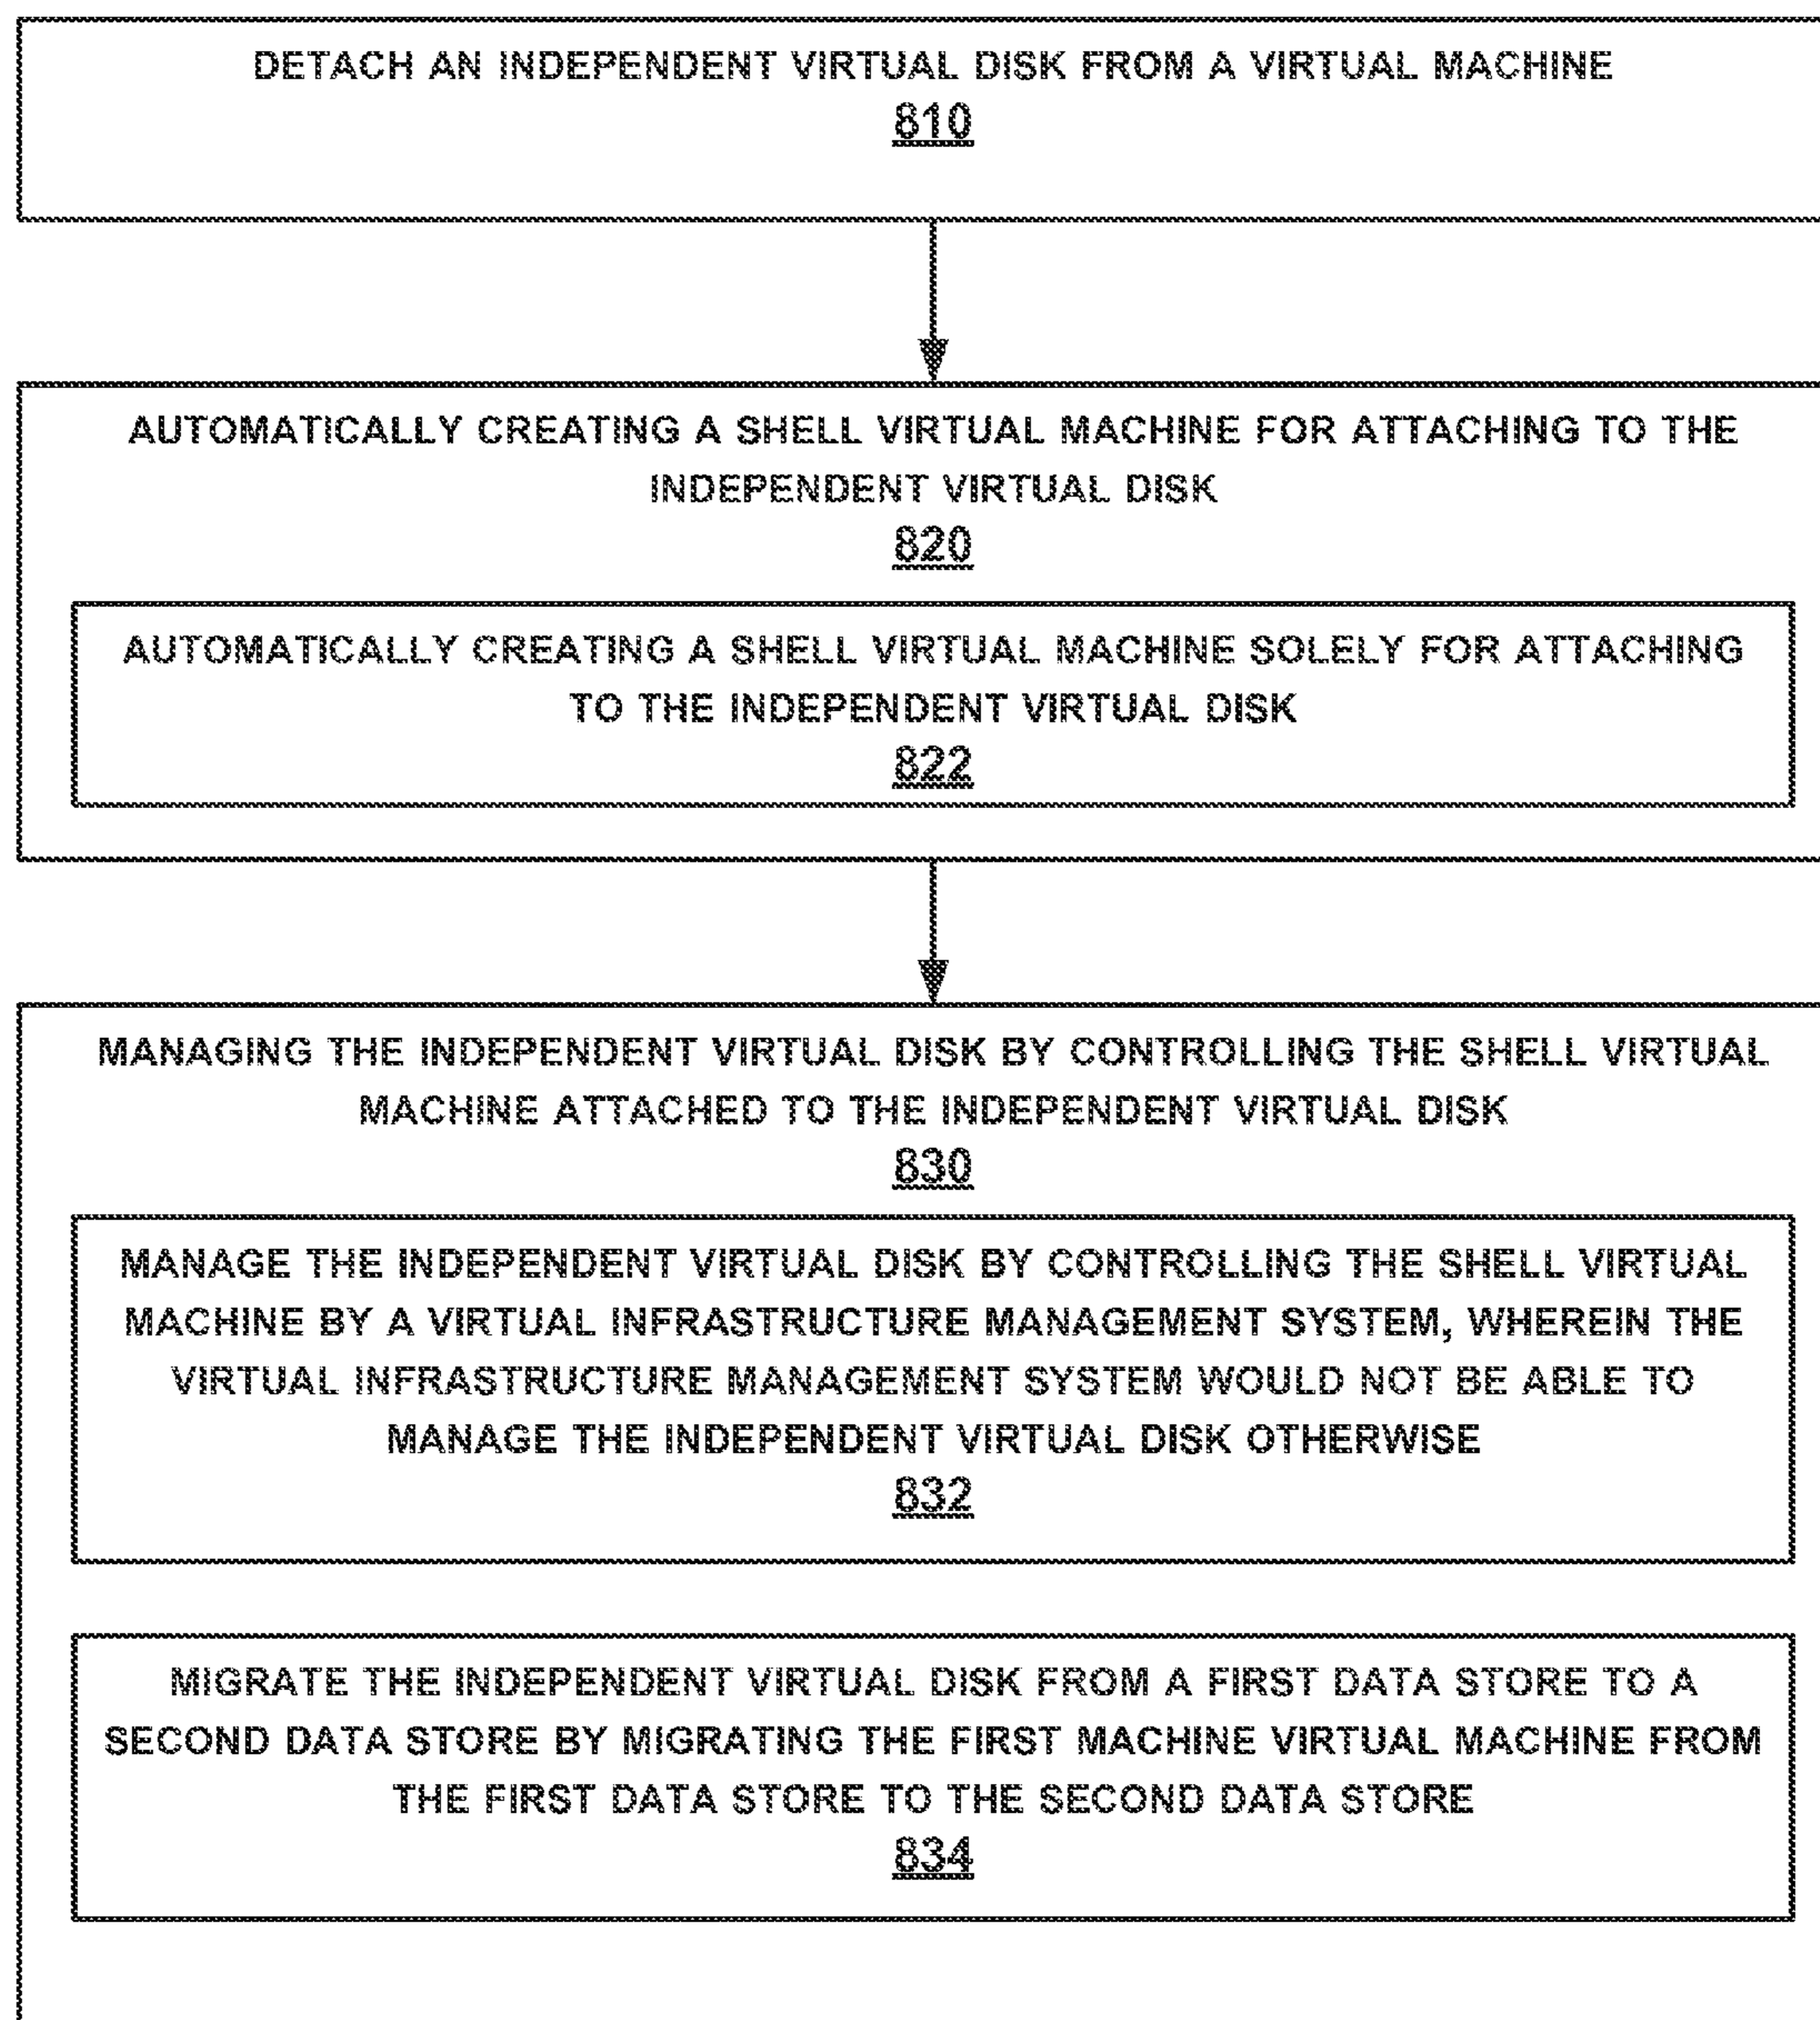 DETACH AN INDEPENDENT VIRTUAL DISK FROM A VIRTUAL MACHINE
810
AUTOMATICALLY CREATING A SHELL VIRTUAL MACHINE FOR ATTACHING TO THE
INDEPENDENT VIRTUAL DISK
820
AUTOMATICALLY CREATING A SHELL VIRTUAL MACHINE SOLELY FOR ATTACHING
TO THE INDEPENDENT VIRTUAL DISK
822
MANAGING THE INDEPENDENT VIRTUAL DISK BY CONTROLLING THE SHELL VIRTUAL
MACHINE ATTACHED TO THE INDEPENDENT VIRTUAL DISK
830
MANAGE THE INDEPENDENT VIRTUAL DISK BY CONTROLLING THE SHELL VIRTUAL
MACHINE BY A VIRTUAL INFRASTRUCTURE MANAGEMENT SYSTEM, WHEREIN THE
VIRTUAL INFRASTRUCTURE MANAGEMENT SYSTEM WOULD NOT BE ABLE TO
MANAGE THE INDEPENDENT VIRTUAL DISK OTHERWISE
832
MIGRATE THE INDEPENDENT VIRTUAL DISK FROM A FIRST DATA STORE TO A
SECOND DATA STORE BY MIGRATING THE FIRST MACHINE VIRTUAL MACHINE FROM
THE FIRST DATA STORE TO THE SECOND DATA STORE
834